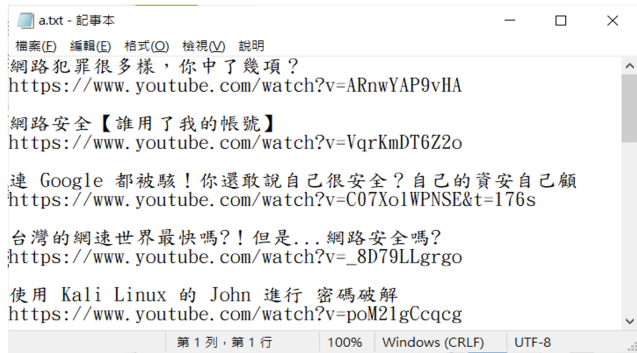 a.txt - 記事本
檔案(F) 編輯(E) 格式(O) 檢視(V) 說明
網路犯罪很多樣，你中了幾項？
https://www.youtube.com/watch?v=ARnwYAP9vHA
網路安全【誰用了我的帳號】
https://www.youtube.com/watch?v=VqrKmDT6Z2o
連 Google 都被駭！你還敢說自己很安全？自己的資安自己顧
https://www.youtube.com/watch?v=C07Xo1WPNSE&t=176s
台灣的網速世界最快嗎?！但是...網路安全嗎?
https://www.youtube.com/watch?v=_8D79LLgrgo
使用 Kali Linux 的 John 進行 密碼破解
https://www.youtube.com/watch?v=poM21gCcqcg
第 1 列，第 1 行 100% Windows (CRLF) UTF-8